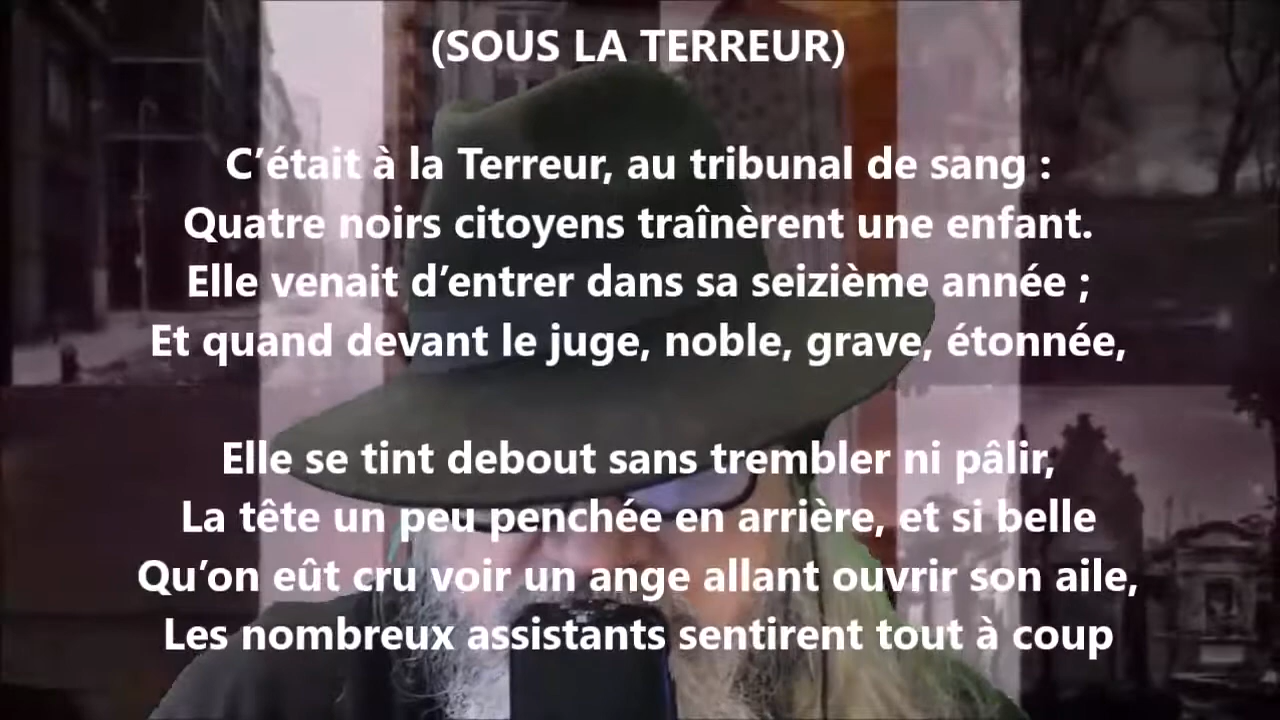 (SOUS LA TERREUR)
C’était à la Terreur, au tribunal de sang :
Quatre noirs citoyens traînèrent une enfant.
Elle venait d’entrer dans sa seizième année ;
Et quand devant le juge, noble, grave, étonnée,
Elle se tint debout sans trembler ni pâlir,
La tête un peu penchée en arrière, et si belle
Qu’on eût cru voir un ange allant ouvrir son aile,
Les nombreux assistants sentirent tout à coup